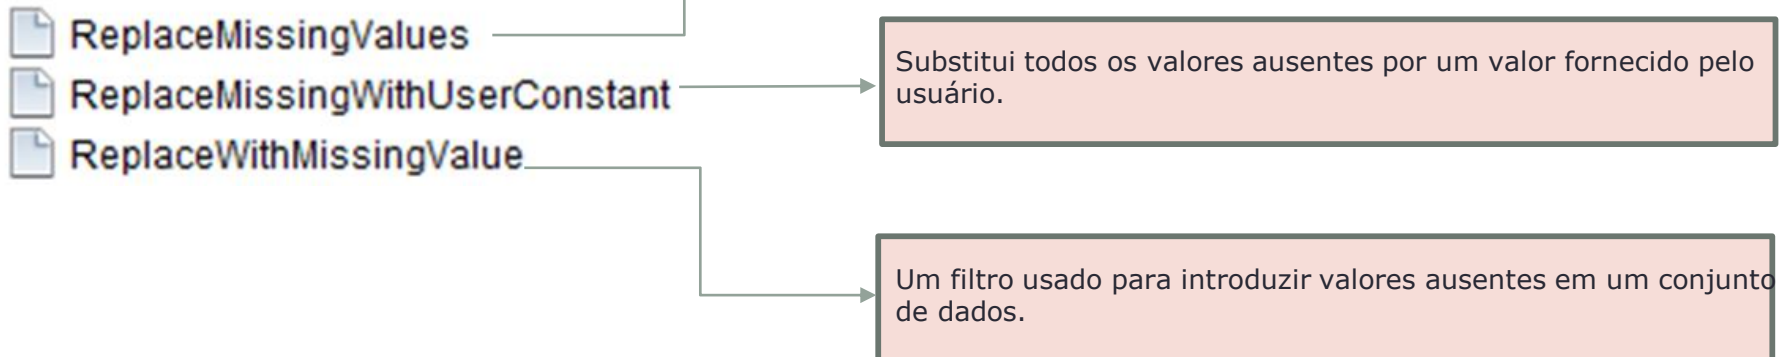 ReplaceMissingValues
ReplaceMissingWithUserConstant
ReplaceWithMissingValue
Substitui todos os valores ausentes por um valor fornecido pelo
usuário.
Um filtro usado para introduzir valores ausentes em um conjunto
de dados.